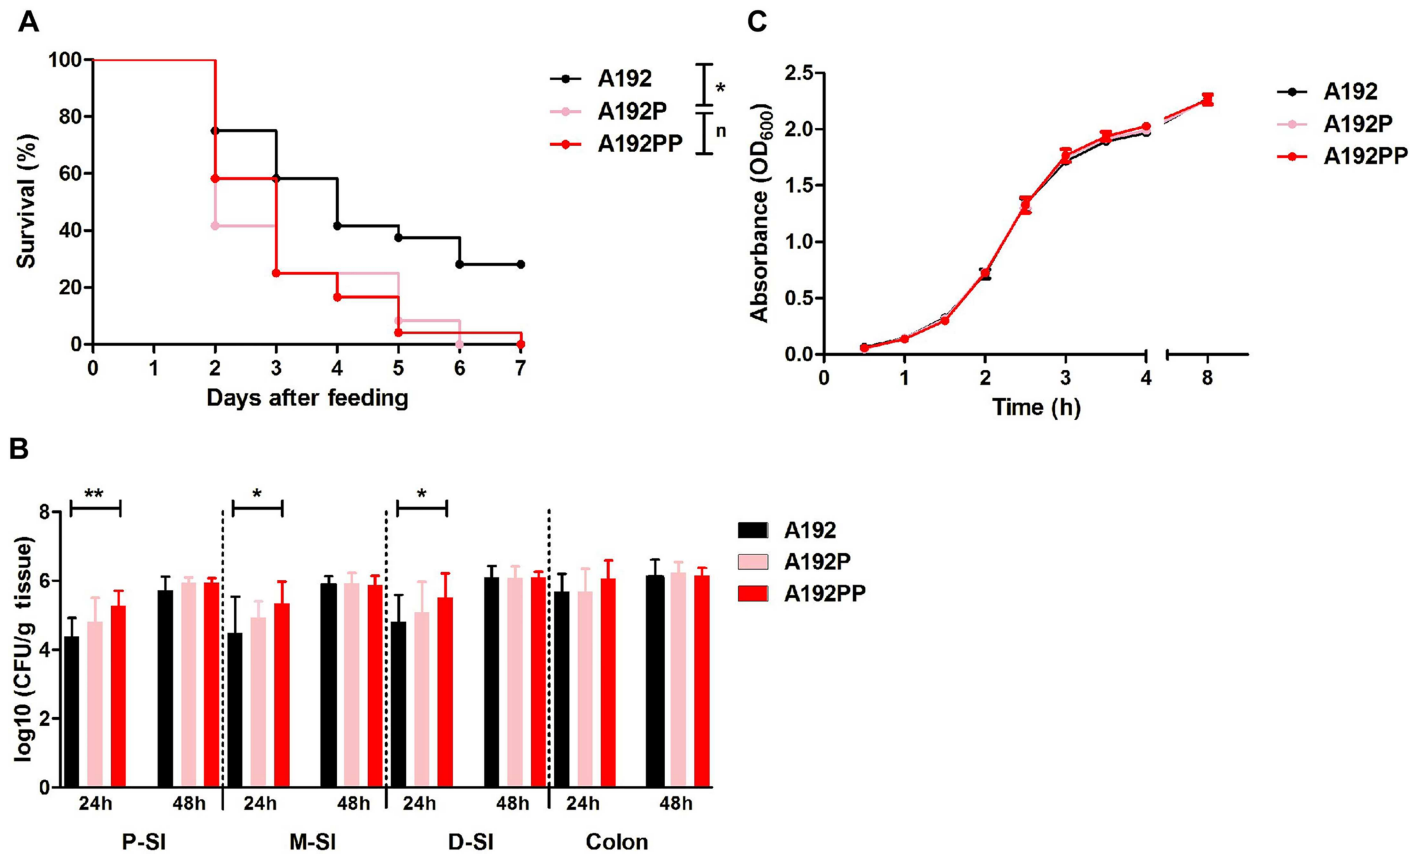 A
100
80
60
40
20
0
Survival (%)
0 1 2 3 4 5 6 7
Days after feeding
A192
A192P
A192PP
*
n
C
2.5
2.0
1.5
1.0
0.5
0.0
Absorbance (OD600)
0 1 2 3 4 8
Time (h)
A192
A192P
A192PP
B
** * *
8
6
4
2
0
log10 (CFU/g tissue)
24h 48h 24h 48h 24h 48h 24h 48h
P-SI M-SI D-SI Colon
A192
A192P
A192PP